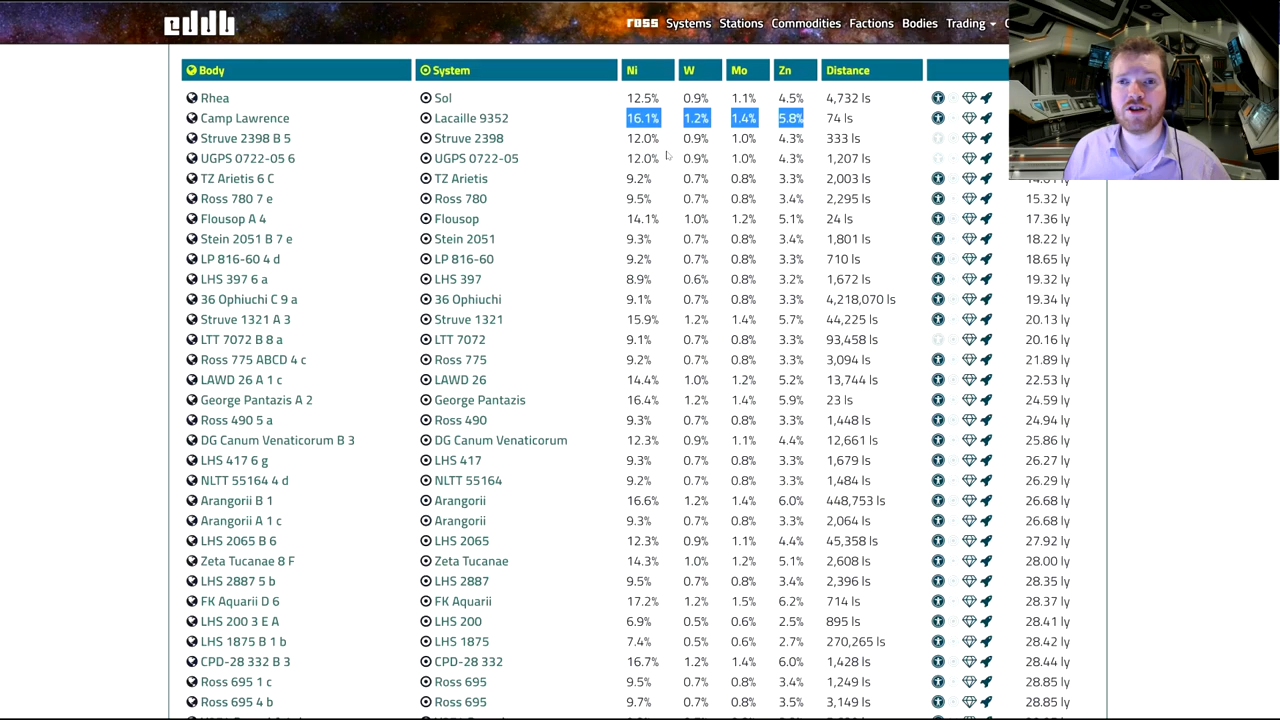 eddb ross Systems Stations Commodities Factions Bodies Trading
Body System Ni W Mo Zn Distance
Rhea Sol 12.5% 0.9% 1.1% 4.5% 4,732 ls
Camp Lawrence Lacaille 9352 16.1% 1.2% 1.4% 5.8% 74 ls
Struve 2398 B 5 Struve 2398 12.0% 0.9% 1.0% 4.3% 333 ls
UGPS 0722-05 6 UGPS 0722-05 12.0% 0.9% 1.0% 4.3% 1,207 ls
TZ Arietis 6 C TZ Arietis 9.2% 0.7% 0.8% 3.3% 2,003 ls
Ross 780 7 e Ross 780 9.5% 0.7% 0.8% 3.4% 2,295 ls 15.32 ly
Flousop A 4 Flousop 14.1% 1.0% 1.2% 5.1% 24 ls 17.36 ly
Stein 2051 B 7 e Stein 2051 9.3% 0.7% 0.8% 3.4% 1,801 ls 18.22 ly
LP 816-60 4 d LP 816-60 9.2% 0.7% 0.8% 3.3% 710 ls 18.65 ly
LHS 397 6 a LHS 397 8.9% 0.6% 0.8% 3.2% 1,672 ls 19.32 ly
36 Ophiuchi C 9 a 36 Ophiuchi 9.1% 0.7% 0.8% 3.3% 4,218,070 ls 19.34 ly
Struve 1321 A 3 Struve 1321 15.9% 1.2% 1.4% 5.7% 44,225 ls 20.13 ly
LTT 7072 B 8 a LTT 7072 9.1% 0.7% 0.8% 3.3% 93,458 ls 20.16 ly
Ross 775 ABCD 4 c Ross 775 9.2% 0.7% 0.8% 3.3% 3,094 ls 21.89 ly
LAWD 26 A 1 c LAWD 26 14.4% 1.0% 1.2% 5.2% 13,744 ls 22.53 ly
George Pantazis A 2 George Pantazis 16.4% 1.2% 1.4% 5.9% 23 ls 24.59 ly
Ross 490 5 a Ross 490 9.3% 0.7% 0.8% 3.3% 1,448 ls 24.94 ly
DG Canum Venaticorum B 3 DG Canum Venaticorum 12.3% 0.9% 1.1% 4.4% 12,661 ls 25.86 ly
LHS 417 6 g LHS 417 9.3% 0.7% 0.8% 3.3% 1,679 ls 26.27 ly
NLTT 55164 4 d NLTT 55164 9.2% 0.7% 0.8% 3.3% 1,484 ls 26.29 ly
Arangorii B 1 Arangorii 16.6% 1.2% 1.4% 6.0% 448,753 ls 26.68 ly
Arangorii A 1 c Arangorii 9.3% 0.7% 0.8% 3.3% 2,064 ls 26.68 ly
LHS 2065 B 6 LHS 2065 12.3% 0.9% 1.1% 4.4% 45,358 ls 27.92 ly
Zeta Tucanae 8 F Zeta Tucanae 14.3% 1.0% 1.2% 5.1% 2,608 ls 28.00 ly
LHS 2887 5 b LHS 2887 9.5% 0.7% 0.8% 3.4% 2,396 ls 28.35 ly
FK Aquarii D 6 FK Aquarii 17.2% 1.2% 1.5% 6.2% 714 ls 28.37 ly
LHS 200 3 E A LHS 200 6.9% 0.5% 0.6% 2.5% 895 ls 28.41 ly
LHS 1875 B 1 b LHS 1875 7.4% 0.5% 0.6% 2.7% 270,265 ls 28.42 ly
CPD-28 332 B 3 CPD-28 332 16.7% 1.2% 1.4% 6.0% 1,428 ls 28.44 ly
Ross 695 1 c Ross 695 9.5% 0.7% 0.8% 3.4% 1,249 ls 28.85 ly
Ross 695 4 b Ross 695 9.7% 0.7% 0.8% 3.5% 3,149 ls 28.85 ly